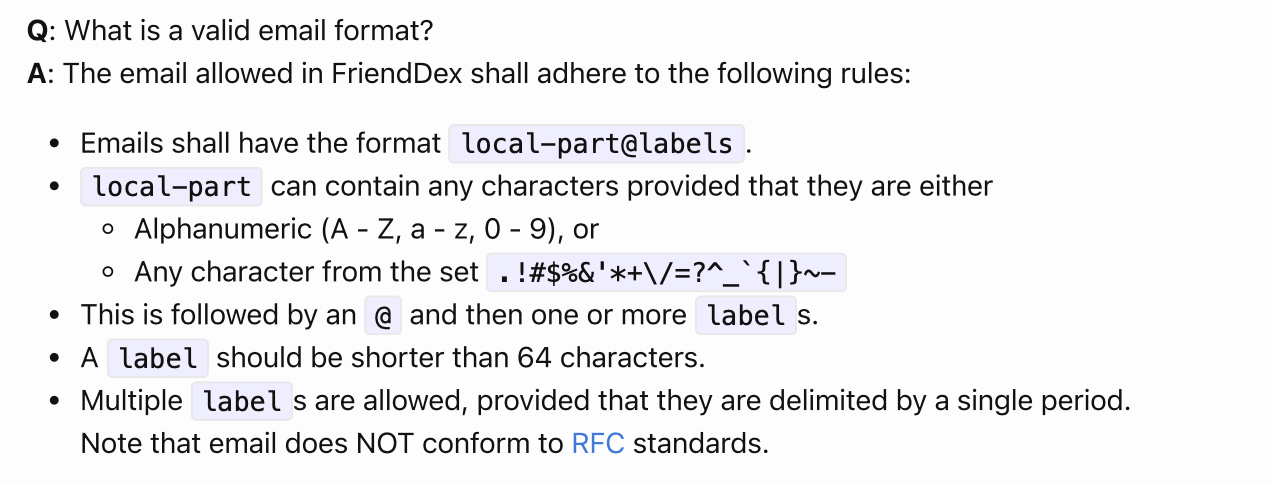 Q: What is a valid email format?
A: The email allowed in FriendDex shall adhere to the following rules:
• Emails shall have the format local-part@labels.
• local-part can contain any characters provided that they are either
◦ Alphanumeric (A - Z, a - z, 0 - 9), or
◦ Any character from the set .!#$%&'*+\/=?^_`{|}~-
• This is followed by an @ and then one or more labels.
• A label should be shorter than 64 characters.
• Multiple labels are allowed, provided that they are delimited by a single period.
Note that email does NOT conform to RFC standards.